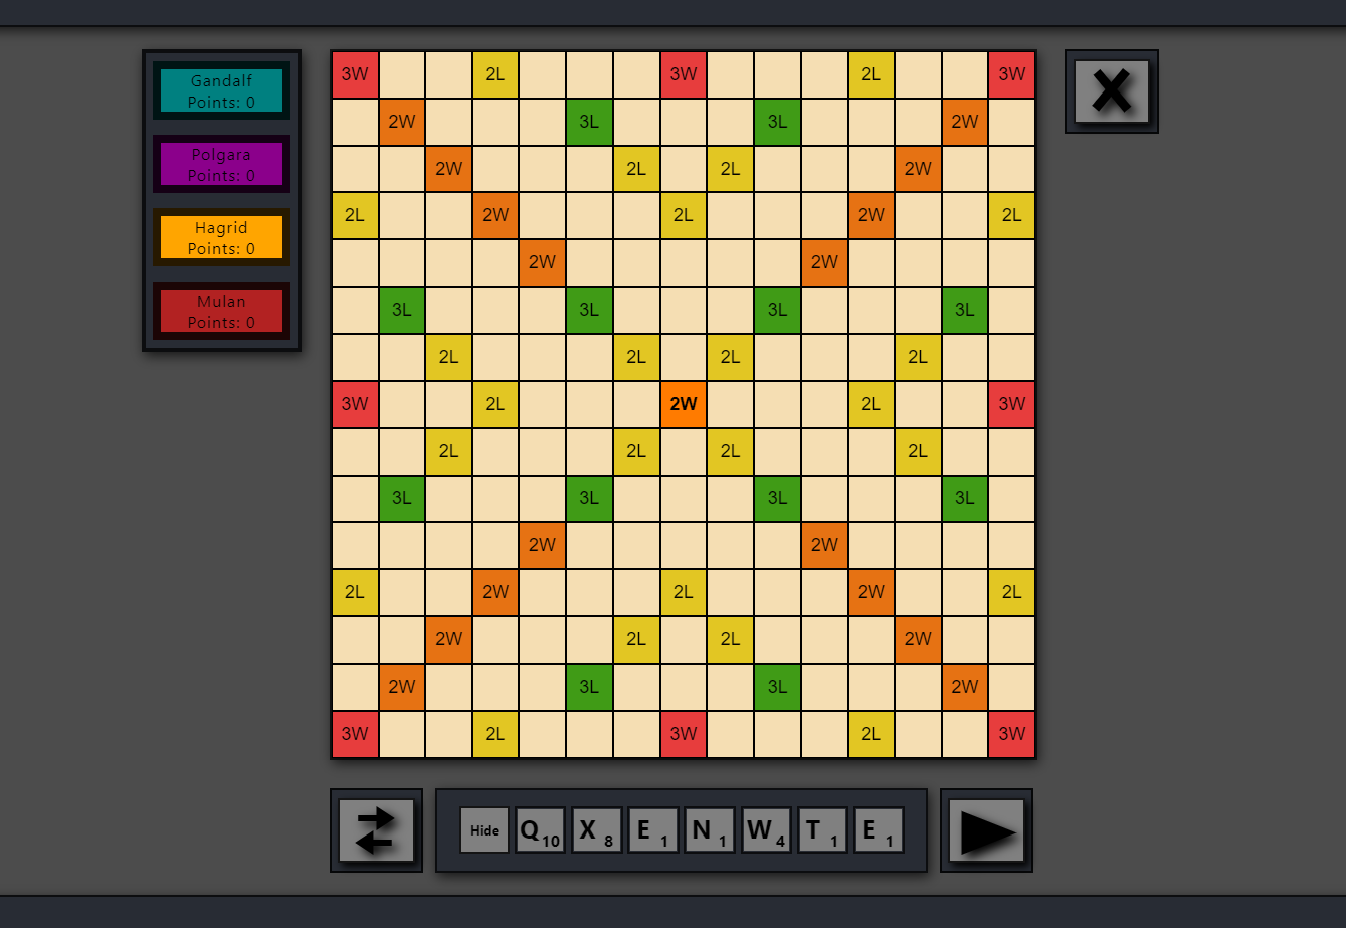 Gandalf
Points: 0
Polgara
Points: 0
Hagrid
Points: 0
Mulan
Points: 0
3W 2L 3W 2L 3W
2W 3L 3L 2W
2W 2L 2L 2W
2L 2W 2L 2W 2L
2W 2W
3L 3L 3L 3L
2L 2L 2L 2L
3W 2L 2W 2L 3W
2L 2L 2L 2L
3L 3L 3L 3L
2W 2W
2L 2W 2L 2W 2L
2W 2L 2L 2W
2W 3L 3L 2W
3W 2L 3W 2L 3W
X
Hide Q10 X8 E1 N1 W4 T1 E1